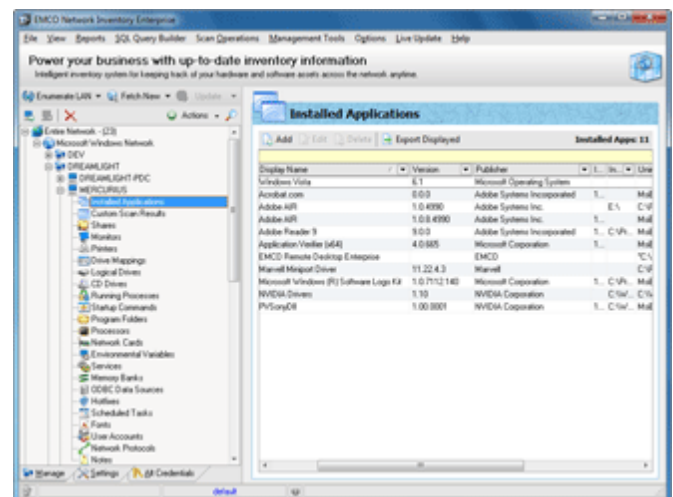 EMCO Network Inventory Enterprise
File View Reports SQL Query Builder Scan Operations Management Tools Options Live Update Help
Power your business with up-to-date inventory information
Intelligent inventory system for keeping track of your hardware and software assets across the network anytime.
Enumerate LAN Fetch New Update
Actions
Installed Applications
Add Edit Delete Export Displayed Installed Apps: 11
Entire Network - (23)
Microsoft Windows Network
DEV
DREAMLIGHT
DREAMLIGHT-PDC
MERCURIUS
Installed Applications
Custom Scan Results
Shares
Monitors
Printers
Drive Mappings
Logical Drives
CD Drives
Running Processes
Startup Commands
Program Folders
Processors
Network Cards
Environmental Variables
Services
Memory Banks
ODBC Data Sources
Hotfixes
Scheduled Tasks
Fonts
User Accounts
Network Protocols
Notes
Display Name Version Publisher I... In... Unin
Windows Vista 6.1 Microsoft Operating System
Acrobat.com 0.0.0 Adobe Systems Incorporated 1...
Adobe AIR 1.0.4990 Adobe Systems Inc. E:\
Adobe AIR 1.0.8.4990 Adobe Systems Inc. 1...
Adobe Reader 9 9.0.0 Adobe Systems Incorporated 1...
Application Verifier (x64) 4.0.665 Microsoft Corporation 1...
EMCO Remote Desktop Enterprise EMCO
Marvell Miniport Driver 11.22.4.3 Marvell
Microsoft Windows (R) Software Logo Kit 1.0.7112.140 Microsoft Corporation 1...
NVIDIA Drivers 1.10 NVIDIA Corporation
PVSonyDll 1.00.0001 NVIDIA Corporation 1...
Manage Settings All Credentials
default